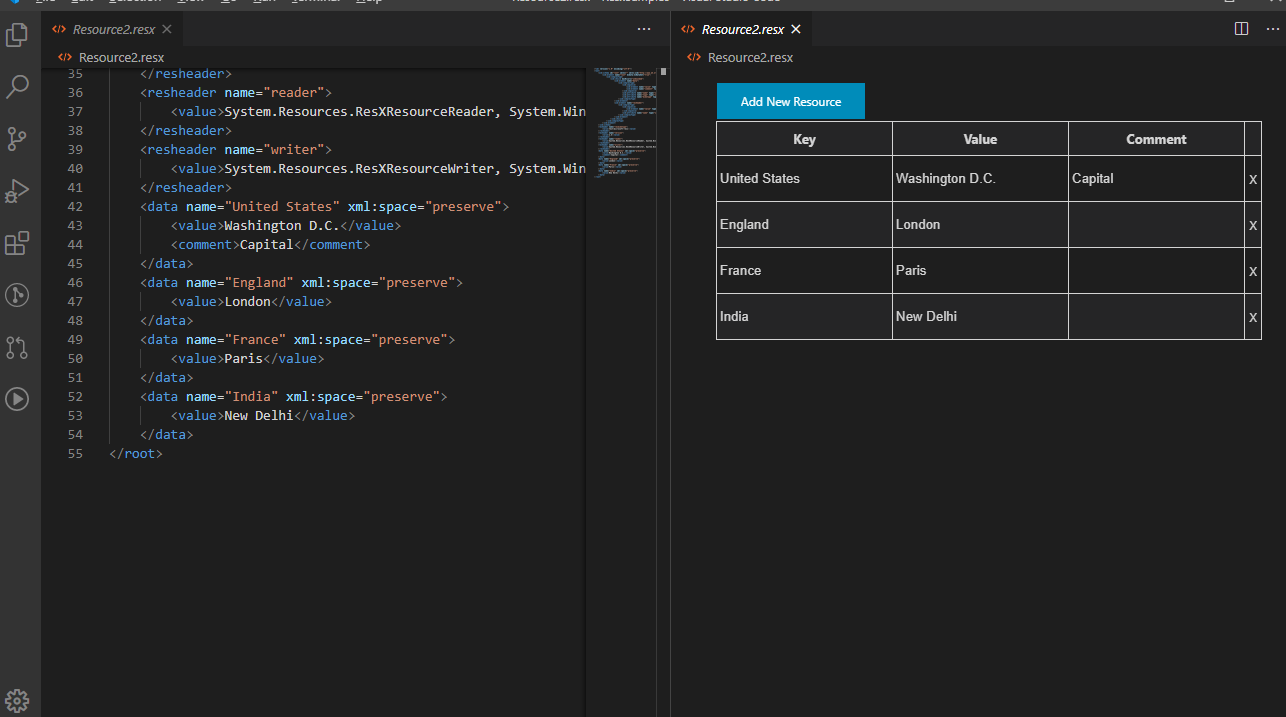 Resource2.resx
Resource2.resx
35 </resheader>
36 <resheader name="reader">
37 <value>System.Resources.ResXResourceReader, System.Win
38 </resheader>
39 <resheader name="writer">
40 <value>System.Resources.ResXResourceWriter, System.Win
41 </resheader>
42 <data name="United States" xml:space="preserve">
43 <value>Washington D.C.</value>
44 <comment>Capital</comment>
45 </data>
46 <data name="England" xml:space="preserve">
47 <value>London</value>
48 </data>
49 <data name="France" xml:space="preserve">
50 <value>Paris</value>
51 </data>
52 <data name="India" xml:space="preserve">
53 <value>New Delhi</value>
54 </data>
55 </root>
Resource2.resx
Resource2.resx
Add New Resource
Key Value Comment
United States Washington D.C. Capital X
England London X
France Paris X
India New Delhi X